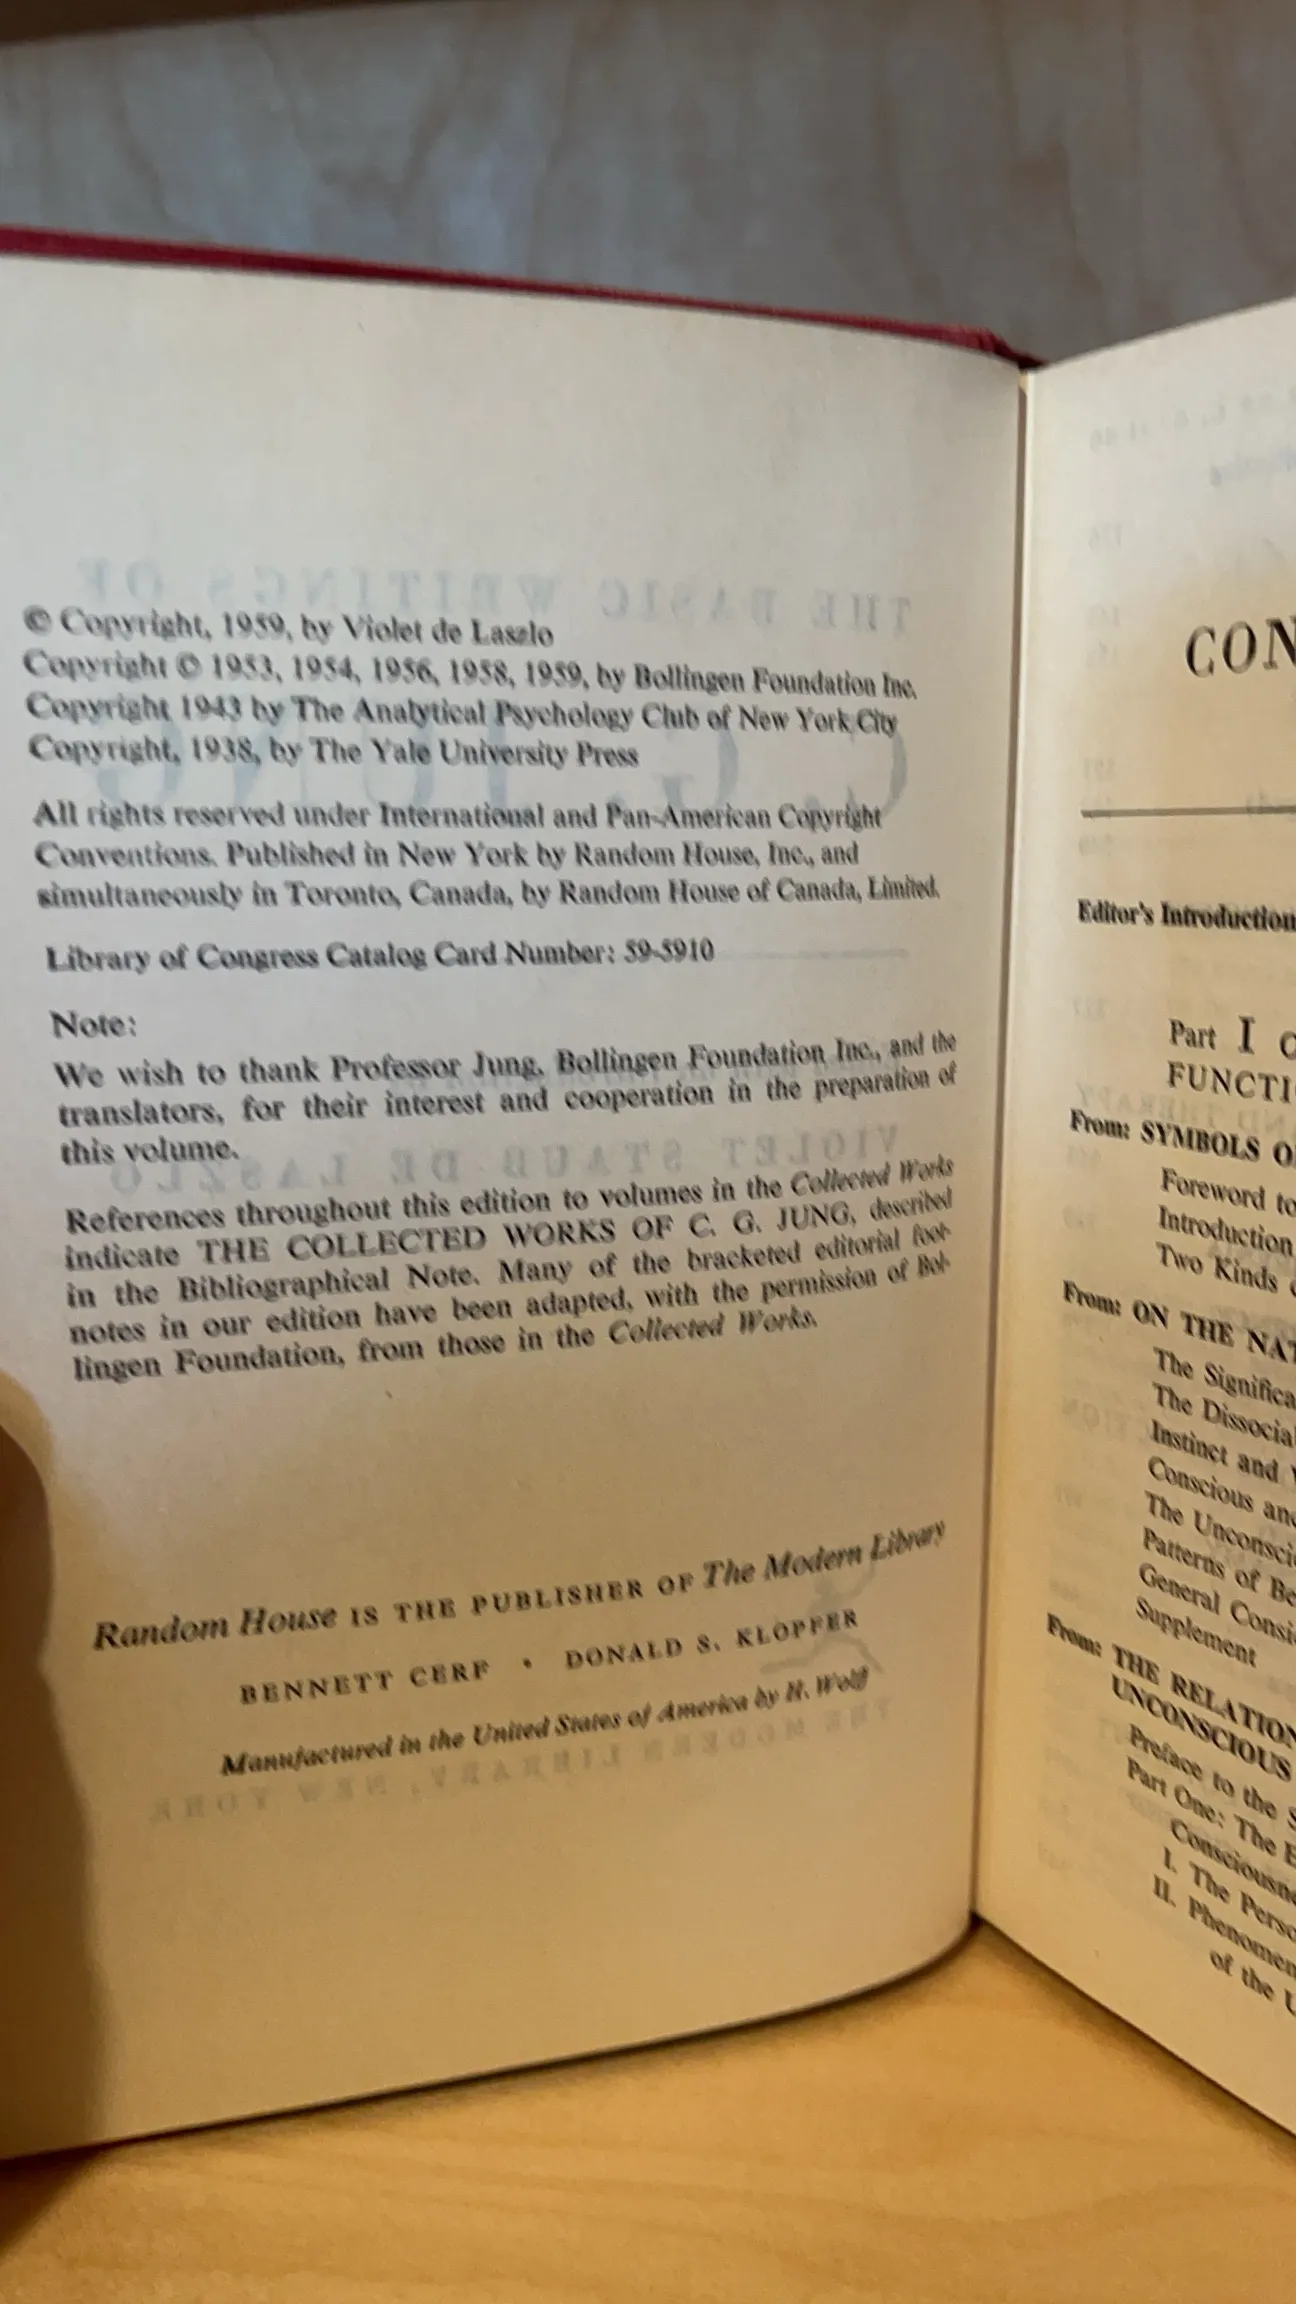 © Copyright, 1959, by Violet de Laszlo
Copyright © 1953, 1954, 1956, 1958, 1959, by Bollingen Foundation Inc.
Copyright 1943 by The Analytical Psychology Club of New York City
Copyright, 1938, by The Yale University Press
All rights reserved under International and Pan-American Copyright
Conventions. Published in New York by Random House, Inc., and
simultaneously in Toronto, Canada, by Random House of Canada, Limited.
Library of Congress Catalog Card Number: 59-5910
Note:
We wish to thank Professor Jung, Bollingen Foundation Inc., and the
translators, for their interest and cooperation in the preparation of
this volume.
References throughout this edition to volumes in the Collected Works
indicate THE COLLECTED WORKS OF C. G. JUNG, described
in the Bibliographical Note. Many of the bracketed editorial foot-
notes in our edition have been adapted, with the permission of Bol-
lingen Foundation, from those in the Collected Works.
Random House IS THE PUBLISHER OF The Modern Library
BENNETT CERF • DONALD S. KLOPFER
Manufactured in the United States of America by H. Wolff
CON
Editor's Introduction
Part I
FUNCTI
From: SYMBOLS O
Foreword to
Introduction
Two Kinds
From: ON THE NAT
The Significa
The Dissocia
Instinct and
Conscious and
The Unconsci
Patterns of Be
General Consi
Supplement
From: THE RELATION
UNCONSCIOUS
Preface to the S
Part One: The E
Consciousne
I. The Perso
II. Phenomen
of the U